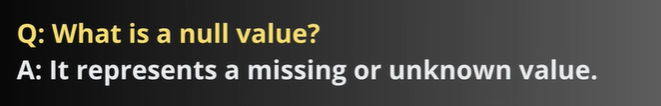 Q: What is a null value?
A: It represents a missing or unknown value.